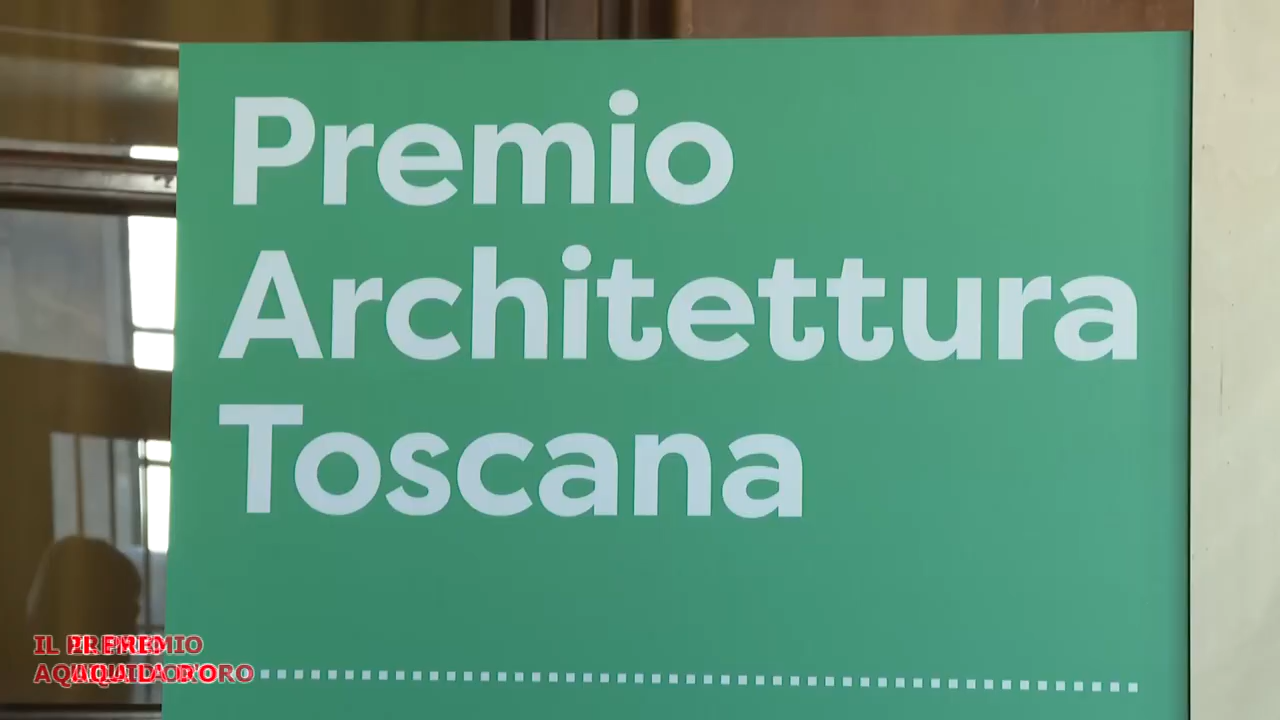 Premio
Architettura
Toscana
IL PREMIO
AQUILA D'ORO